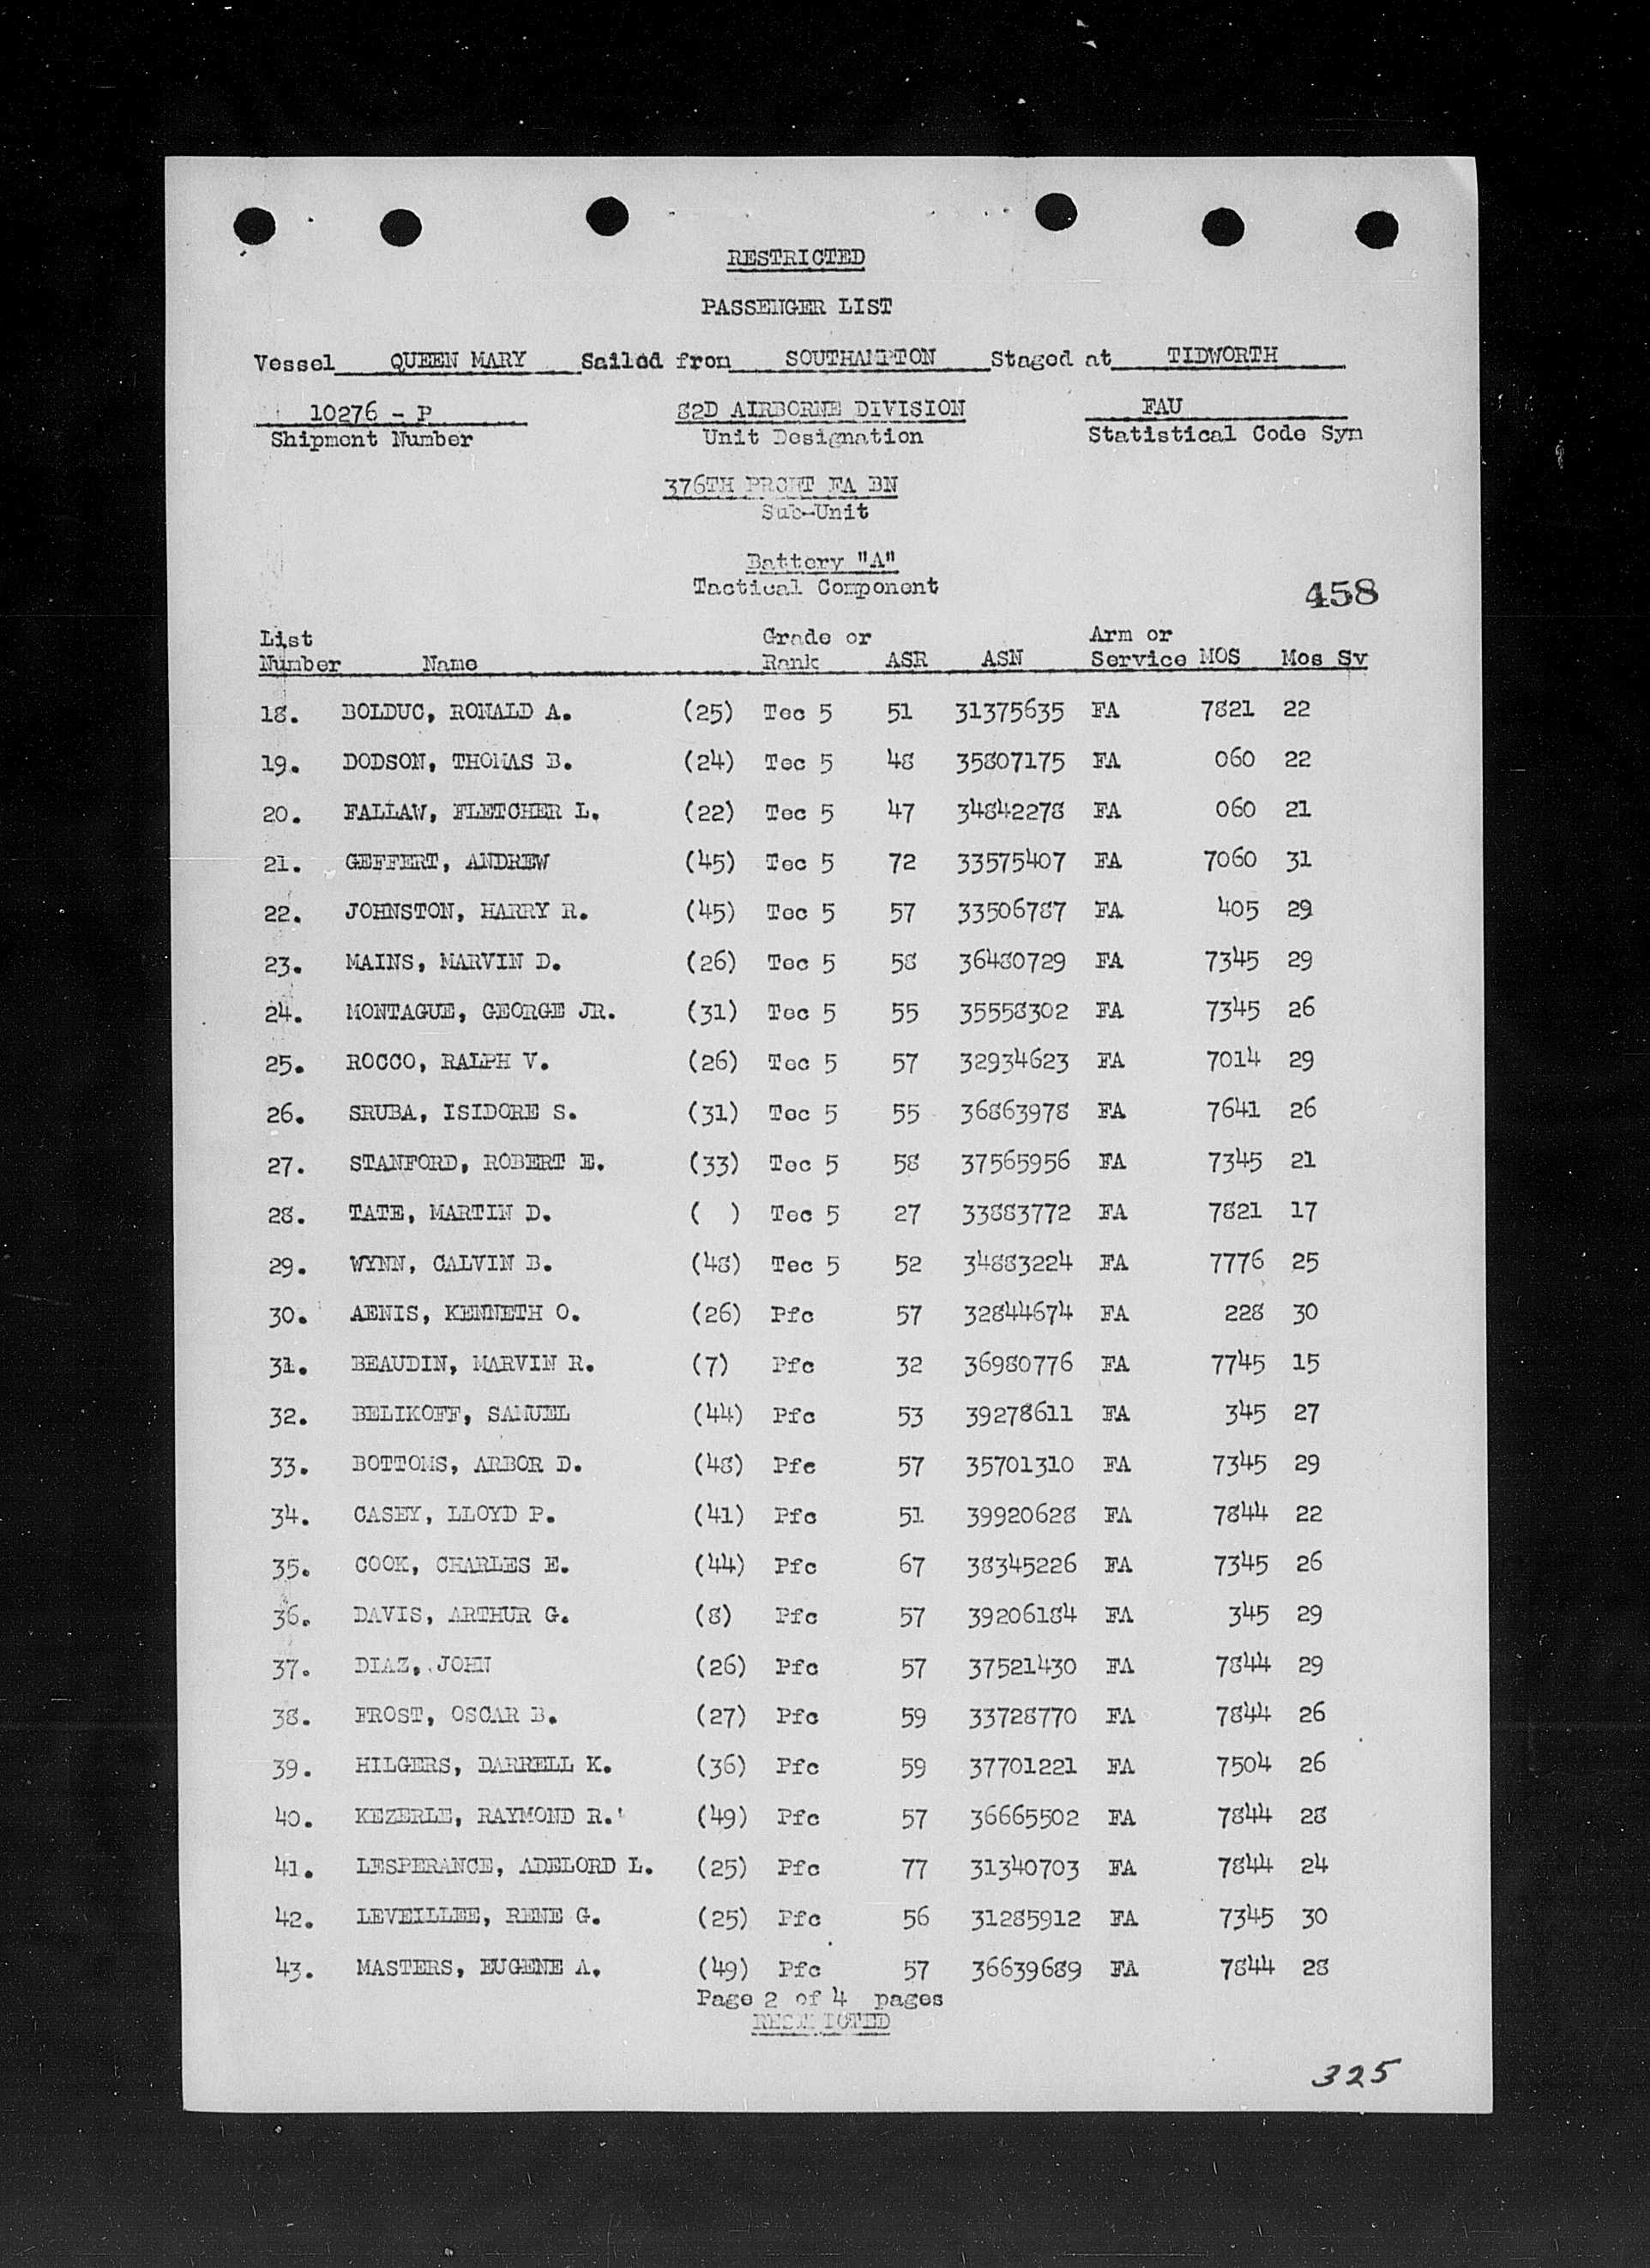 RESTRICTED
PASSENGER LIST
Vessel QUEEN MARY Sailed from SOUTHAMPTON Staged at TIDWORTH
10276 - P 82D AIRBORNE DIVISION FAU
Shipment Number Unit Designation Statistical Code Sym
376TH PRCHT FA BN
Sub-Unit
Battery "A"
Tactical Component
458
List Grade or Arm or
Number Name Rank ASR ASN Service MOS Mos Sv
18. BOLDUC, RONALD A. (25) Tec 5 51 31375635 FA 7821 22
19. DODSON, THOMAS B. (24) Tec 5 48 35807175 FA 060 22
20. FALLAW, FLETCHER L. (22) Tec 5 47 34842278 FA 060 21
21. GEFFERT, ANDREW (45) Tec 5 72 33575407 FA 7060 31
22. JOHNSTON, HARRY R. (45) Tec 5 57 33506787 FA 405 29
23. MAINS, MARVIN D. (26) Tec 5 58 36480729 FA 7345 29
24. MONTAGUE, GEORGE JR. (31) Tec 5 55 35558302 FA 7345 26
25. ROCCO, RALPH V. (26) Tec 5 57 32934623 FA 7014 29
26. SRUBA, ISIDORE S. (31) Tec 5 55 36863978 FA 7641 26
27. STANFORD, ROBERT E. (33) Tec 5 58 37565956 FA 7345 21
28. TATE, MARTIN D. ( ) Tec 5 27 33883772 FA 7821 17
29. WYNN, CALVIN B. (48) Tec 5 52 34883224 FA 7776 25
30. AENIS, KENNETH O. (26) Pfc 57 32844674 FA 228 30
31. BEAUDIN, MARVIN R. (7) Pfc 32 36980776 FA 7745 15
32. BELIKOFF, SAMUEL (44) Pfc 53 39278611 FA 345 27
33. BOTTOMS, ARBOR D. (48) Pfc 57 35701310 FA 7345 29
34. CASEY, LLOYD P. (41) Pfc 51 39920628 FA 7844 22
35. COOK, CHARLES E. (44) Pfc 67 38345226 FA 7345 26
36. DAVIS, ARTHUR G. (8) Pfc 57 39206184 FA 345 29
37. DIAZ, JOHN (26) Pfc 57 37521430 FA 7844 29
38. FROST, OSCAR B. (27) Pfc 59 33728770 FA 7844 26
39. HILGERS, DARRELL K. (36) Pfc 59 37701221 FA 7504 26
40. KEZERLE, RAYMOND R. (49) Pfc 57 36665502 FA 7844 28
41. LESPERANCE, ADELORD L. (25) Pfc 77 31340703 FA 7844 24
42. LEVEILLEE, RENE G. (25) Pfc 56 31285912 FA 7345 30
43. MASTERS, EUGENE A. (49) Pfc 57 36639689 FA 7844 28
Page 2 of 4 pages
RESTRICTED
325